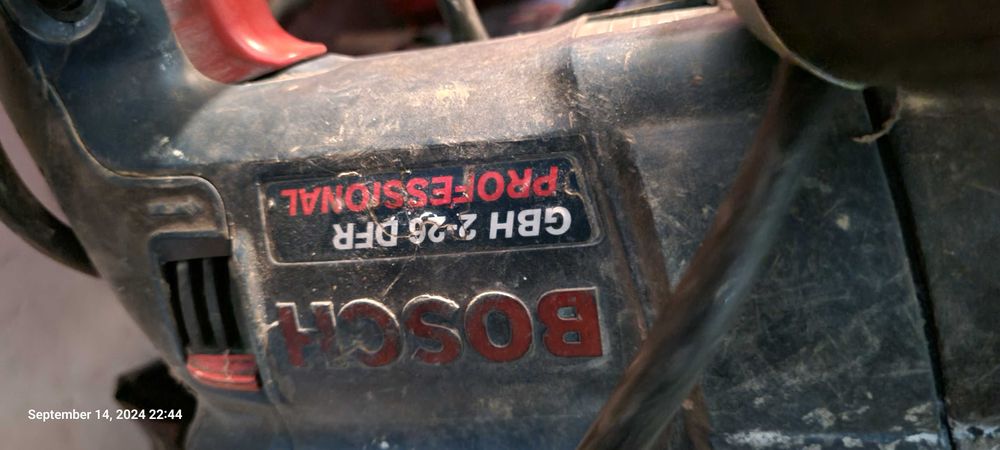 BOSCH
GBH 2-26 DFR
PROFESSIONAL
September 14, 2024 22:44